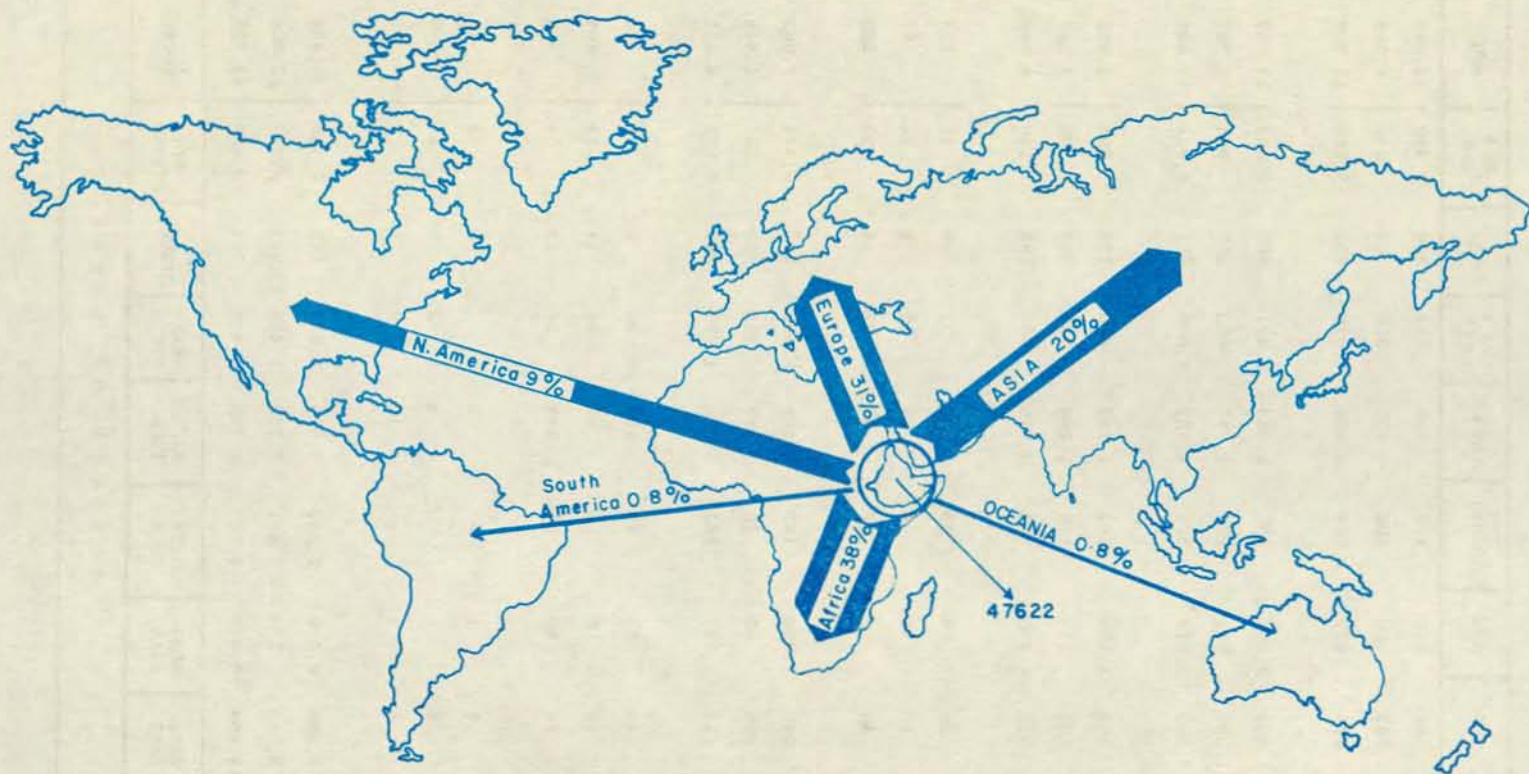 N. America 9%
Europe 31%
ASIA 20%
South
America 0.8%
Africa 38%
OCEANIA 0.8%
47622